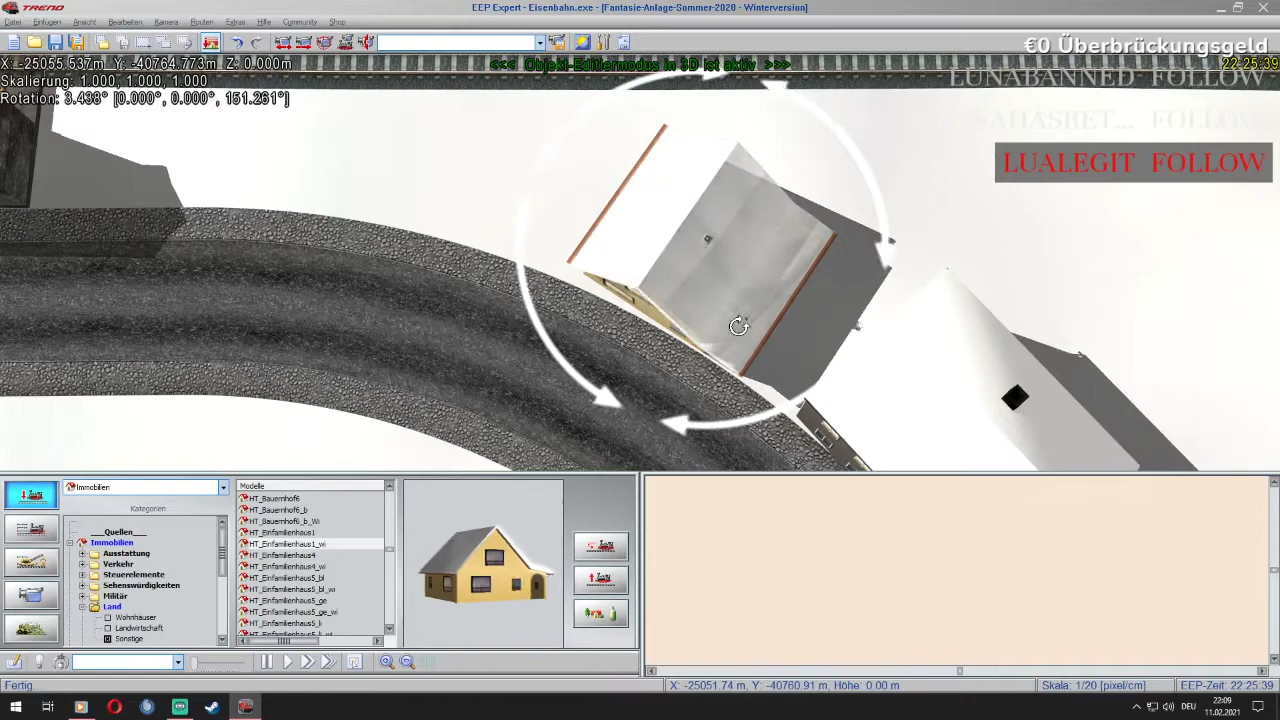 TREND
EEP Expert - Eisenbahn.exe - [Fantasie-Anlage-Sommer-2020 - Winterversion]
Datei Einfügen Ansicht Bearbeiten Kamera Routen Extras Hilfe Community Shop
€0 Überbrückungsgeld
X: -25055.537m Y: -40764.773m Z: 0.000m
<<< Objekt-Editiermodus in 3D ist aktiv >>>
22:25:39
Skalierung: 1.000, 1.000, 1.000
LUNABANNED FOLLOW
Rotation: 3.438° [0.000°, 0.000°, 151.261°]
LUALEGIT FOLLOW
Immobilien
Kategorien
__Quellen__
Immobilien
Ausstattung
Verkehr
Steuerelemente
Sehenswürdigkeiten
Militär
Land
Wohnhäuser
Landwirtschaft
Sonstige
Modelle
HT_Bauernhof6
HT_Bauernhof6_b
HT_Bauernhof6_b_Wi
HT_Einfamilienhaus1
HT_Einfamilienhaus1_wi
HT_Einfamilienhaus4
HT_Einfamilienhaus4_wi
HT_Einfamilienhaus5_bl
HT_Einfamilienhaus5_bl_wi
HT_Einfamilienhaus5_ge
HT_Einfamilienhaus5_ge_wi
HT_Einfamilienhaus5_li
HT_Einfamilienhaus5_li_wi
Fertig...
X: -25051.74 m, Y: -40760.91 m, Höhe: 0.00 m
Skala: 1/20 [pixel/cm]
EEP-Zeit: 22:25:39
DEU
22:09
11.02.2021